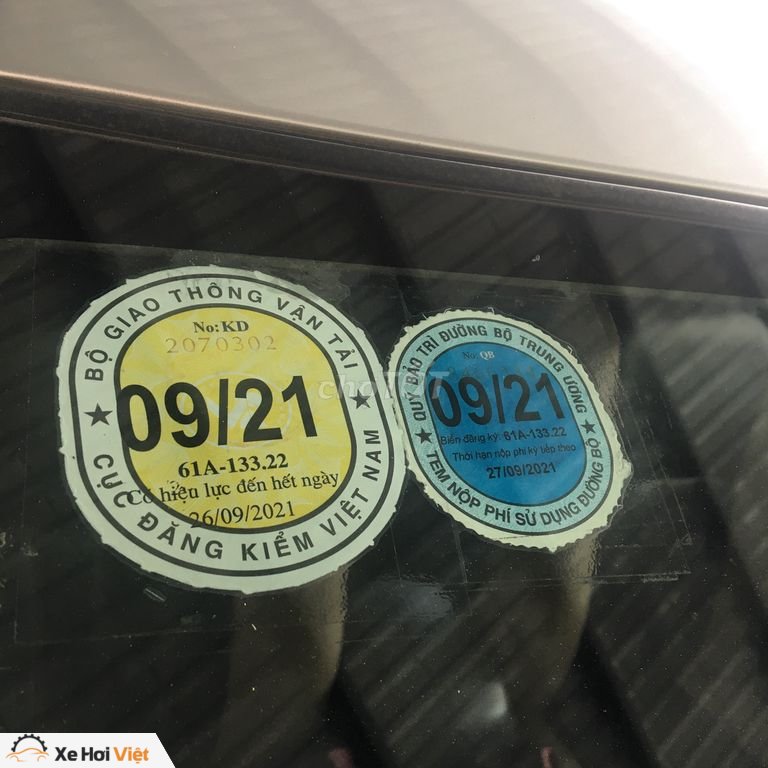 BỘ GIAO THÔNG VẬN TẢI
No: KD
2070302
09/21
61A-133.22
Có hiệu lực đến hết ngày
26/09/2021
CỤC ĐĂNG KIỂM VIỆT NAM
QUỸ BẢO TRÌ ĐƯỜNG BỘ TRUNG ƯƠNG
No: QB
09/21
Biển đăng ký: 61A-133.22
Thời hạn nộp phí kỳ tiếp theo
27/09/2021
TEM NỘP PHÍ SỬ DỤNG ĐƯỜNG BỘ
choTỐT
Xe Hơi Việt